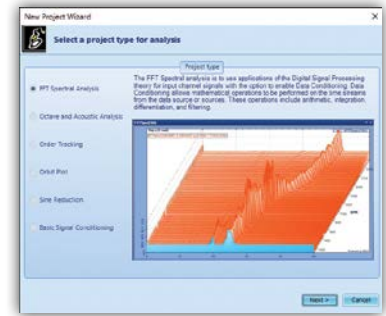 New Project Wizard
Select a project type for analysis
Project type
FFT Spectral Analysis
Octave and Acoustic Analysis
Order Tracking
Orbit Plot
Sine Reduction
Basic Signal Conditioning
The FFT Spectral analysis is to use applications of the Digital Signal Processing
theory for input channel signals with the option to enable Data Conditioning. Data
Conditioning allows mathematical operations to be performed on the time streams
from the data source or sources. These operations include arithmetic, integration,
differentiation, and filtering.
Next >
Cancel